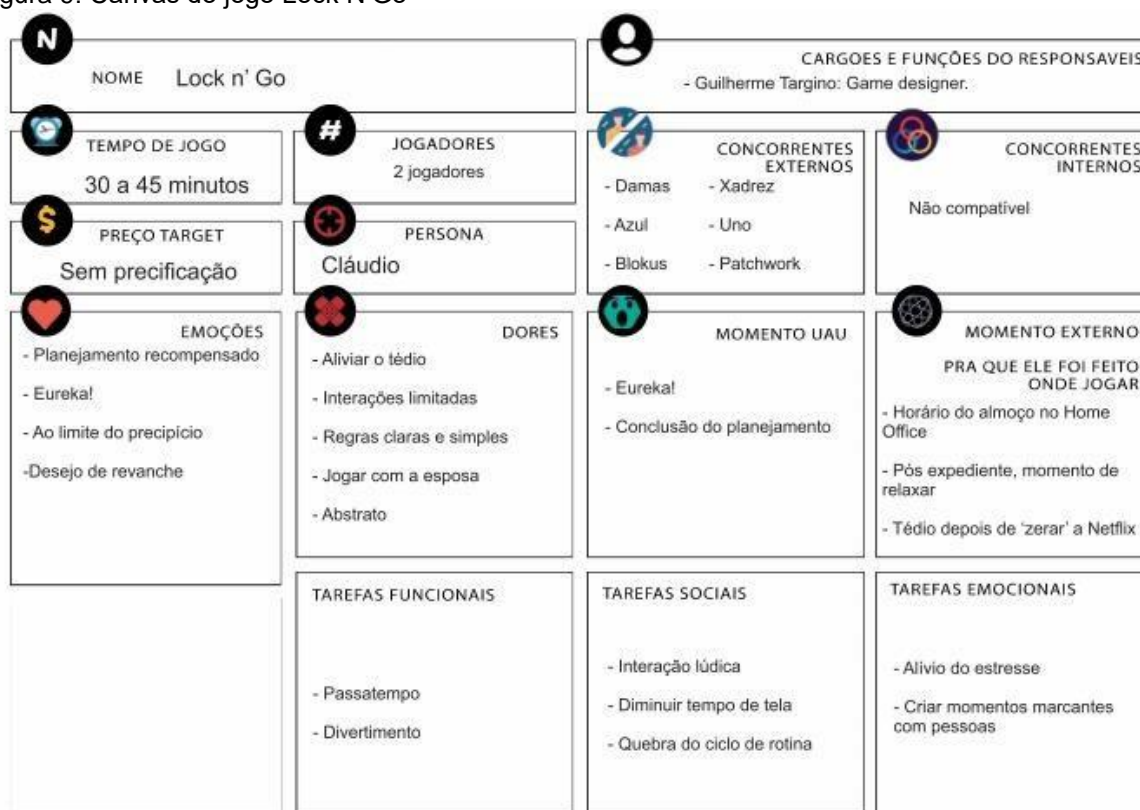 Figura 9: Canvas do jogo Lock N Go
N
NOME Lock n' Go
CARGOES E FUNÇÕES DO RESPONSAVEIS
- Guilherme Targino: Game designer.
TEMPO DE JOGO
30 a 45 minutos
#
JOGADORES
2 jogadores
CONCORRENTES
EXTERNOS
- Damas - Xadrez
- Azul - Uno
- Blokus - Patchwork
CONCORRENTES
INTERNOS
Não compatível
$
PREÇO TARGET
Sem precificação
PERSONA
Cláudio
EMOÇÕES
- Planejamento recompensado
- Eureka!
- Ao limite do precipício
-Desejo de revanche
DORES
- Aliviar o tédio
- Interações limitadas
- Regras claras e simples
- Jogar com a esposa
- Abstrato
MOMENTO UAU
- Eureka!
- Conclusão do planejamento
MOMENTO EXTERNO
PRA QUE ELE FOI FEITO
ONDE JOGAR
- Horário do almoço no Home
Office
- Pós expediente, momento de
relaxar
- Tédio depois de 'zerar' a Netflix
TAREFAS FUNCIONAIS
- Passatempo
- Divertimento
TAREFAS SOCIAIS
- Interação lúdica
- Diminuir tempo de tela
- Quebra do ciclo de rotina
TAREFAS EMOCIONAIS
- Alivio do estresse
- Criar momentos marcantes
com pessoas